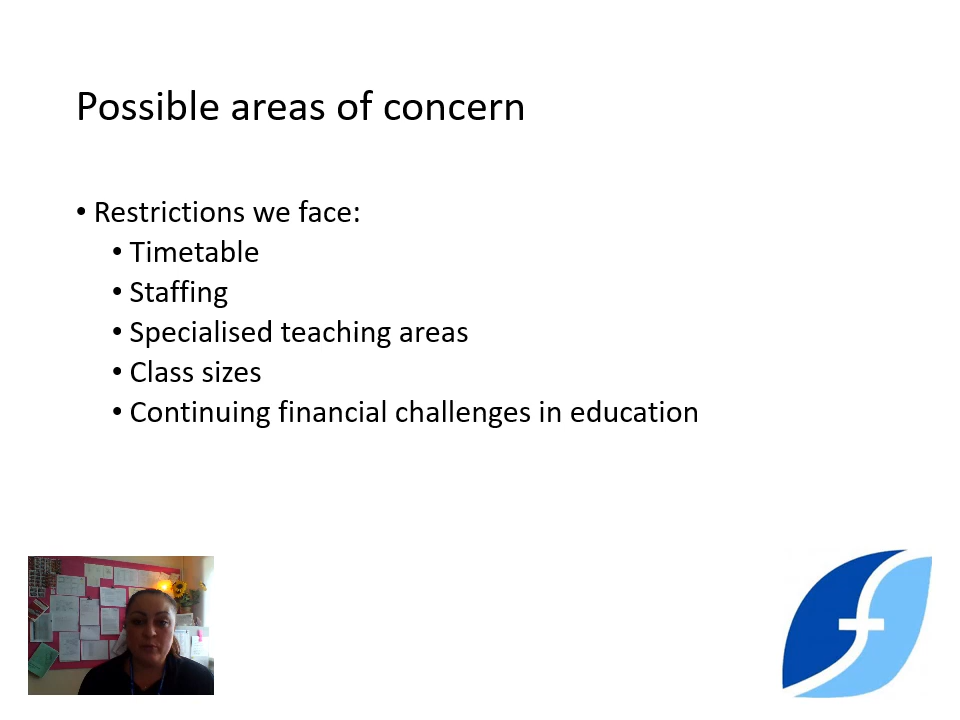 Possible areas of concern
• Restrictions we face:
• Timetable
• Staffing
• Specialised teaching areas
• Class sizes
• Continuing financial challenges in education